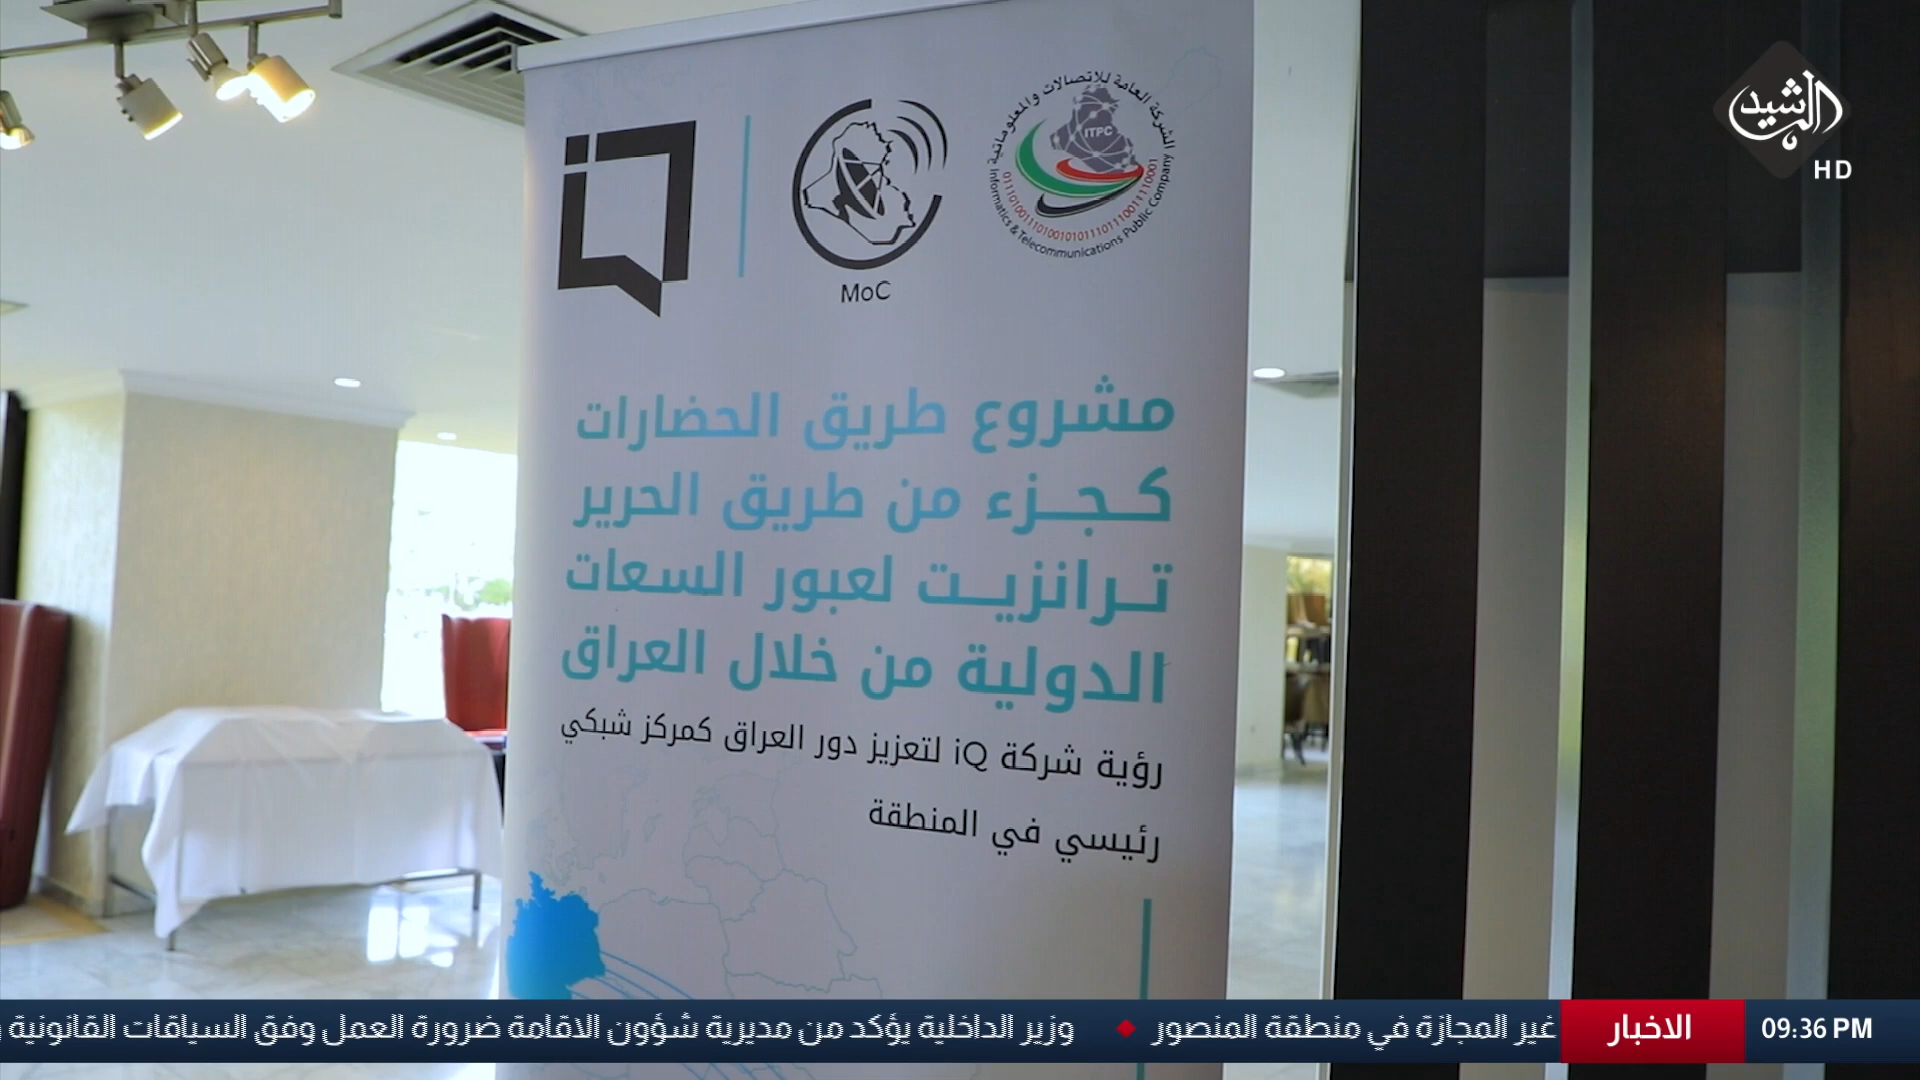 الرشيد
HD
iQ
MoC
الشركة العامة للاتصالات والمعلوماتية
ITPC
Informatics & Telecommunications Public Company
مشروع طريق الحضارات
كجزء من طريق الحرير
ترانزيت لعبور السعات
الدولية من خلال العراق
رؤية شركة iQ لتعزيز دور العراق كمركز شبكي
رئيسي في المنطقة
09:36 PM
الاخبار
غير المجازة في منطقة المنصور ◆ وزير الداخلية يؤكد من مديرية شؤون الاقامة ضرورة العمل وفق السياقات القانونية